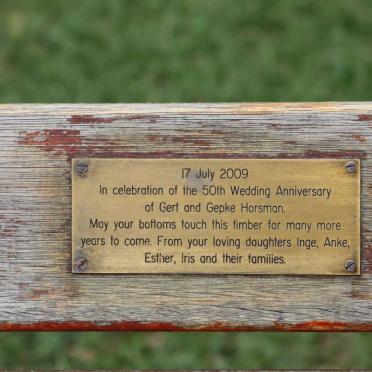 17 July 2009
In celebration of the 50th Wedding Anniversary
of Gert and Gepke Horsman.
May your bottoms touch this timber for many more
years to come. From your loving daughters Inge, Anke,
Esther, Iris and their families.